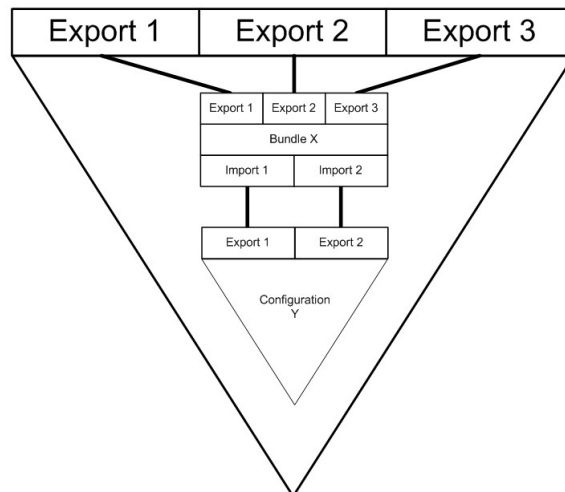 Export 1 Export 2 Export 3
Export 1 Export 2 Export 3
Bundle X
Import 1 Import 2
Export 1 Export 2
Configuration
Y